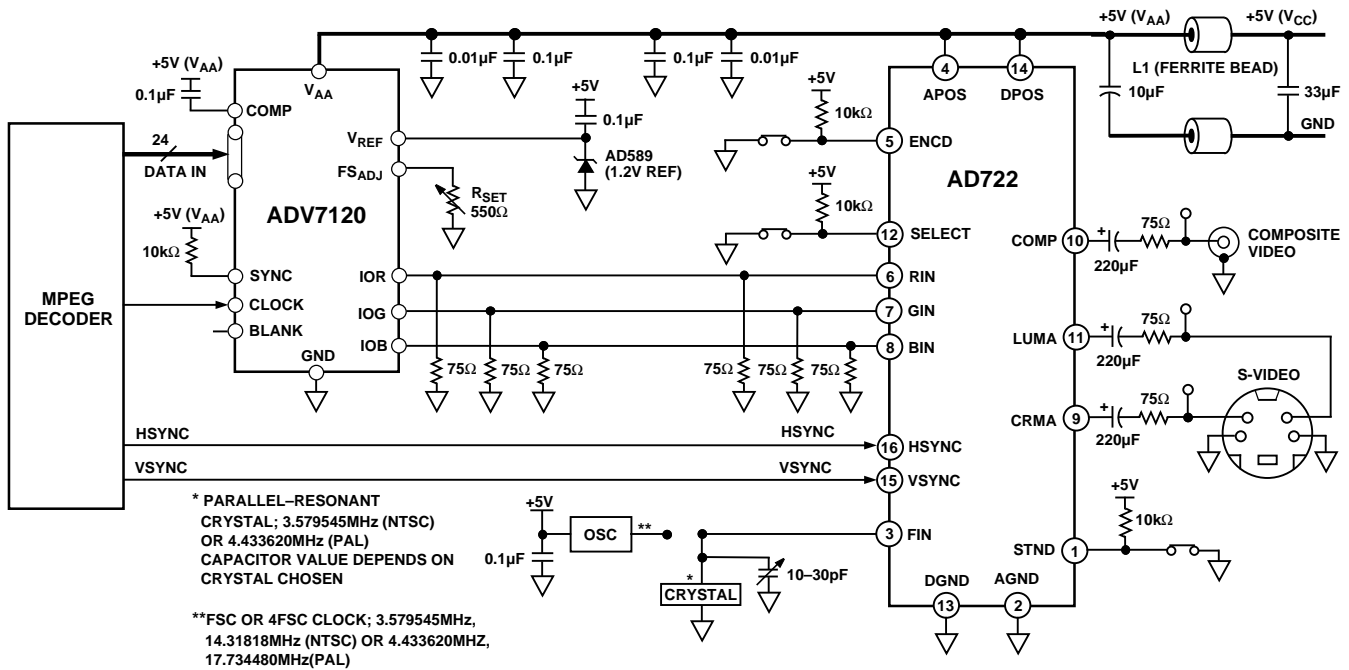 +5V (VAA)
+5V (VCC)
L1 (FERRITE BEAD)
10µF
33µF
GND
0.01µF
0.1µF
0.1µF
0.01µF
+5V (VAA)
0.1µF
COMP
VAA
24
DATA IN
ADV7120
VREF
FSADJ
RSET
550Ω
+5V
0.1µF
AD589
(1.2V REF)
+5V (VAA)
10kΩ
SYNC
CLOCK
BLANK
GND
IOR
IOG
IOB
MPEG
DECODER
75Ω
75Ω
75Ω
75Ω
75Ω
75Ω
+5V
10kΩ
+5V
10kΩ
4
APOS
14
DPOS
5
ENCD
AD722
12
SELECT
6
RIN
7
GIN
8
BIN
COMP
10
+
220µF
75Ω
COMPOSITE
VIDEO
LUMA
11
+
220µF
75Ω
S-VIDEO
CRMA
9
+
220µF
75Ω
HSYNC
HSYNC
16
HSYNC
VSYNC
VSYNC
15
VSYNC
3
FIN
+5V
10kΩ
STND
1
DGND
13
AGND
2
+5V
0.1µF
OSC
**
*
CRYSTAL
10–30pF
* PARALLEL–RESONANT
CRYSTAL; 3.579545MHz (NTSC)
OR 4.433620MHz (PAL)
CAPACITOR VALUE DEPENDS ON
CRYSTAL CHOSEN
**FSC OR 4FSC CLOCK; 3.579545MHz,
14.31818MHz (NTSC) OR 4.433620MHZ,
17.734480MHz(PAL)